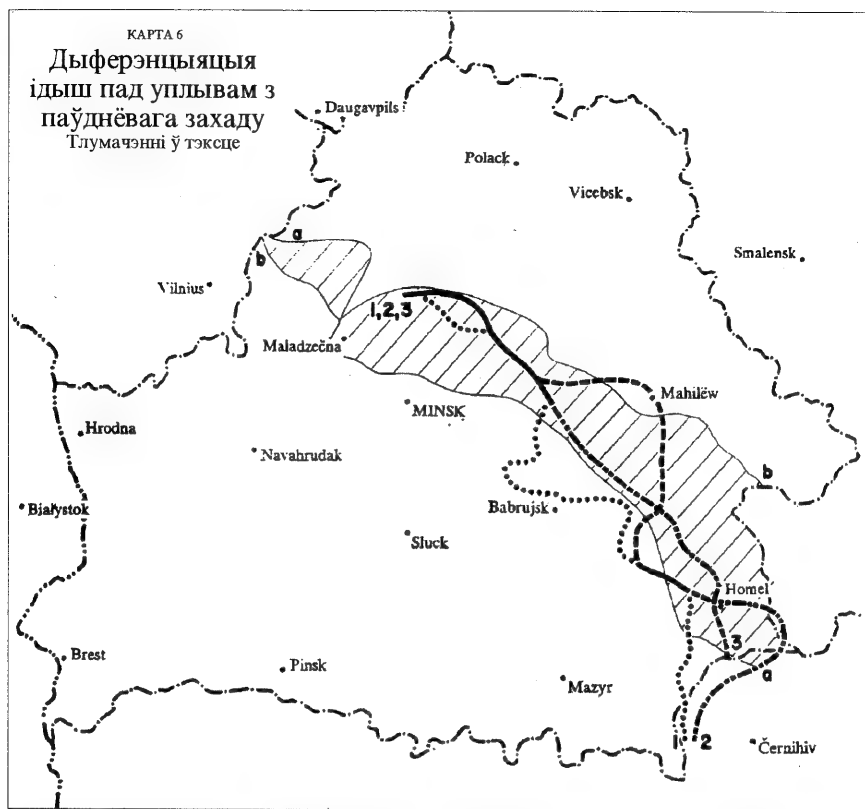 КАРТА 6
Дыферэнцыяцыя
ідыш пад уплывам з
паўднёвага захаду
Тлумачэнні ў тэксце
Daugavpils
Polack
Vicebsk
Smalensk
a
b
Vilnius
1,2,3
Maladzečna
MINSK
Mahilëw
Hrodna
Navahrudak
b
Białystok
Babrujsk
Sluck
Homel
3
Brest
Pinsk
Mazyr
a
1
2
Černihiv